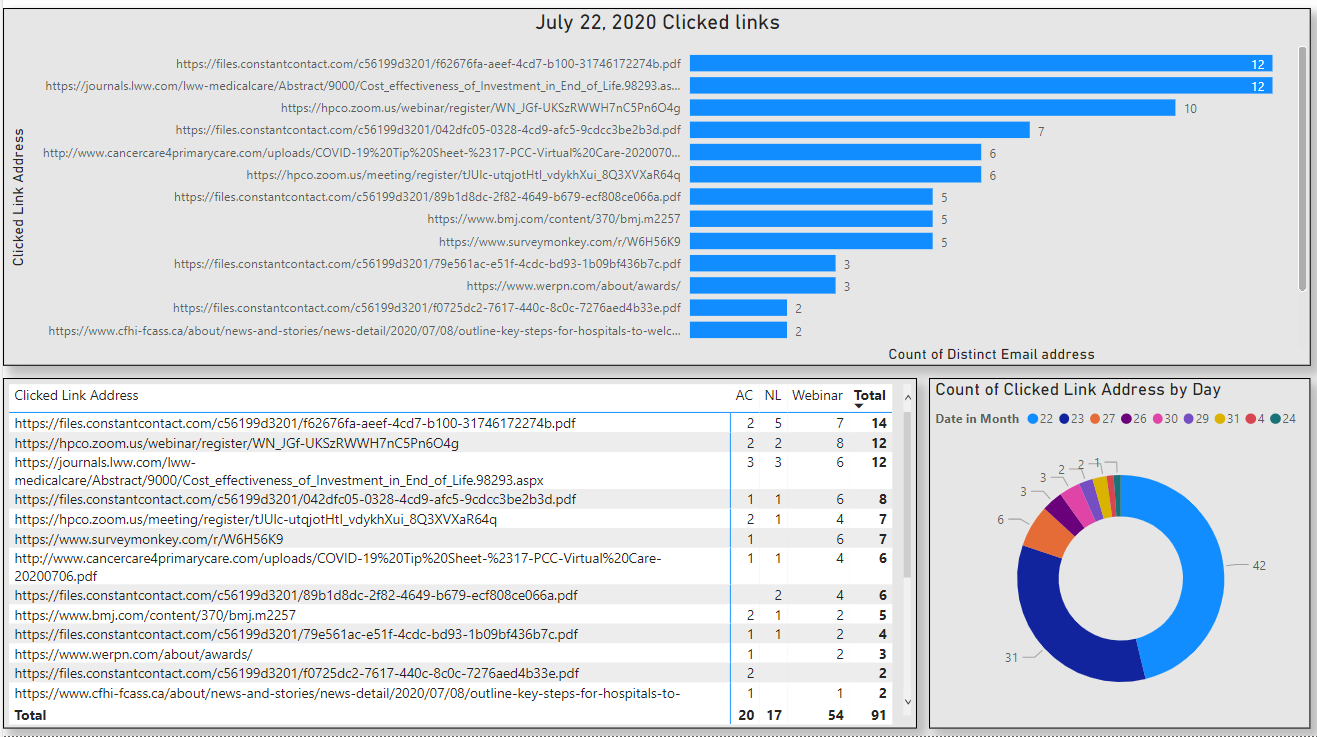 July 22, 2020 Clicked links
Clicked Link Address
https://files.constantcontact.com/c56199d3201/f62676fa-aeef-4cd7-b100-31746172274b.pdf 12
https://journals.lww.com/lww-medicalcare/Abstract/9000/Cost_effectiveness_of_Investment_in_End_of_Life.98293.as... 12
https://hpco.zoom.us/webinar/register/WN_JGf-UKSzRWWH7nC5Pn6O4g 10
https://files.constantcontact.com/c56199d3201/042dfc05-0328-4cd9-afc5-9cdcc3be2b3d.pdf 7
http://www.cancercare4primarycare.com/uploads/COVID-19%20Tip%20Sheet-%2317-PCC-Virtual%20Care-2020070... 6
https://hpco.zoom.us/meeting/register/tJUlc-utqjotHtI_vdykhXui_8Q3XVXaR64q 6
https://files.constantcontact.com/c56199d3201/89b1d8dc-2f82-4649-b679-ecf808ce066a.pdf 5
https://www.bmj.com/content/370/bmj.m2257 5
https://www.surveymonkey.com/r/W6H56K9 5
https://files.constantcontact.com/c56199d3201/79e561ac-e51f-4cdc-bd93-1b09bf436b7c.pdf 3
https://www.werpn.com/about/awards/ 3
https://files.constantcontact.com/c56199d3201/f0725dc2-7617-440c-8c0c-7276aed4b33e.pdf 2
https://www.cfhi-fcass.ca/about/news-and-stories/news-detail/2020/07/08/outline-key-steps-for-hospitals-to-welc... 2
Count of Distinct Email address
Clicked Link Address AC NL Webinar Total
https://files.constantcontact.com/c56199d3201/f62676fa-aeef-4cd7-b100-31746172274b.pdf 2 5 7 14
https://hpco.zoom.us/webinar/register/WN_JGf-UKSzRWWH7nC5Pn6O4g 2 2 8 12
https://journals.lww.com/lww- 3 3 6 12
medicalcare/Abstract/9000/Cost_effectiveness_of_Investment_in_End_of_Life.98293.aspx
https://files.constantcontact.com/c56199d3201/042dfc05-0328-4cd9-afc5-9cdcc3be2b3d.pdf 1 1 6 8
https://hpco.zoom.us/meeting/register/tJUlc-utqjotHtI_vdykhXui_8Q3XVXaR64q 2 1 4 7
https://www.surveymonkey.com/r/W6H56K9 1 6 7
http://www.cancercare4primarycare.com/uploads/COVID-19%20Tip%20Sheet-%2317-PCC-Virtual%20Care- 1 1 4 6
20200706.pdf
https://files.constantcontact.com/c56199d3201/89b1d8dc-2f82-4649-b679-ecf808ce066a.pdf 2 4 6
https://www.bmj.com/content/370/bmj.m2257 2 1 2 5
https://files.constantcontact.com/c56199d3201/79e561ac-e51f-4cdc-bd93-1b09bf436b7c.pdf 1 1 2 4
https://www.werpn.com/about/awards/ 1 2 3
https://files.constantcontact.com/c56199d3201/f0725dc2-7617-440c-8c0c-7276aed4b33e.pdf 2 2
https://www.cfhi-fcass.ca/about/news-and-stories/news-detail/2020/07/08/outline-key-steps-for-hospitals-to- 1 1 2
Total 20 17 54 91
Count of Clicked Link Address by Day
Date in Month 22 23 27 26 30 29 31 4 24
42
31
6
3
3
2
2
1